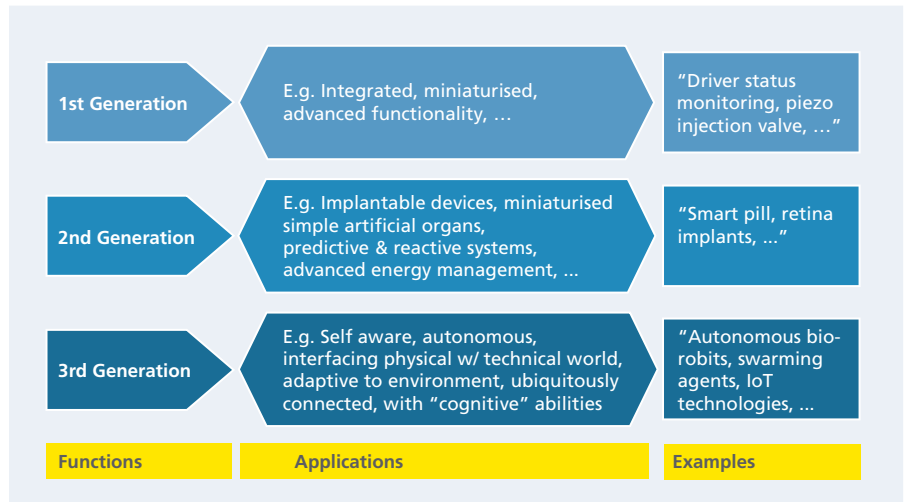 1st Generation
E.g. Integrated, miniaturised,
advanced functionality, …
“Driver status
monitoring, piezo
injection valve, …”
2nd Generation
E.g. Implantable devices, miniaturised
simple artificial organs,
predictive & reactive systems,
advanced energy management, ...
“Smart pill, retina
implants, ...”
3rd Generation
E.g. Self aware, autonomous,
interfacing physical w/ technical world,
adaptive to environment, ubiquitously
connected, with “cognitive” abilities
“Autonomous bio-
robits, swarming
agents, IoT
technologies, ...
Functions
Applications
Examples